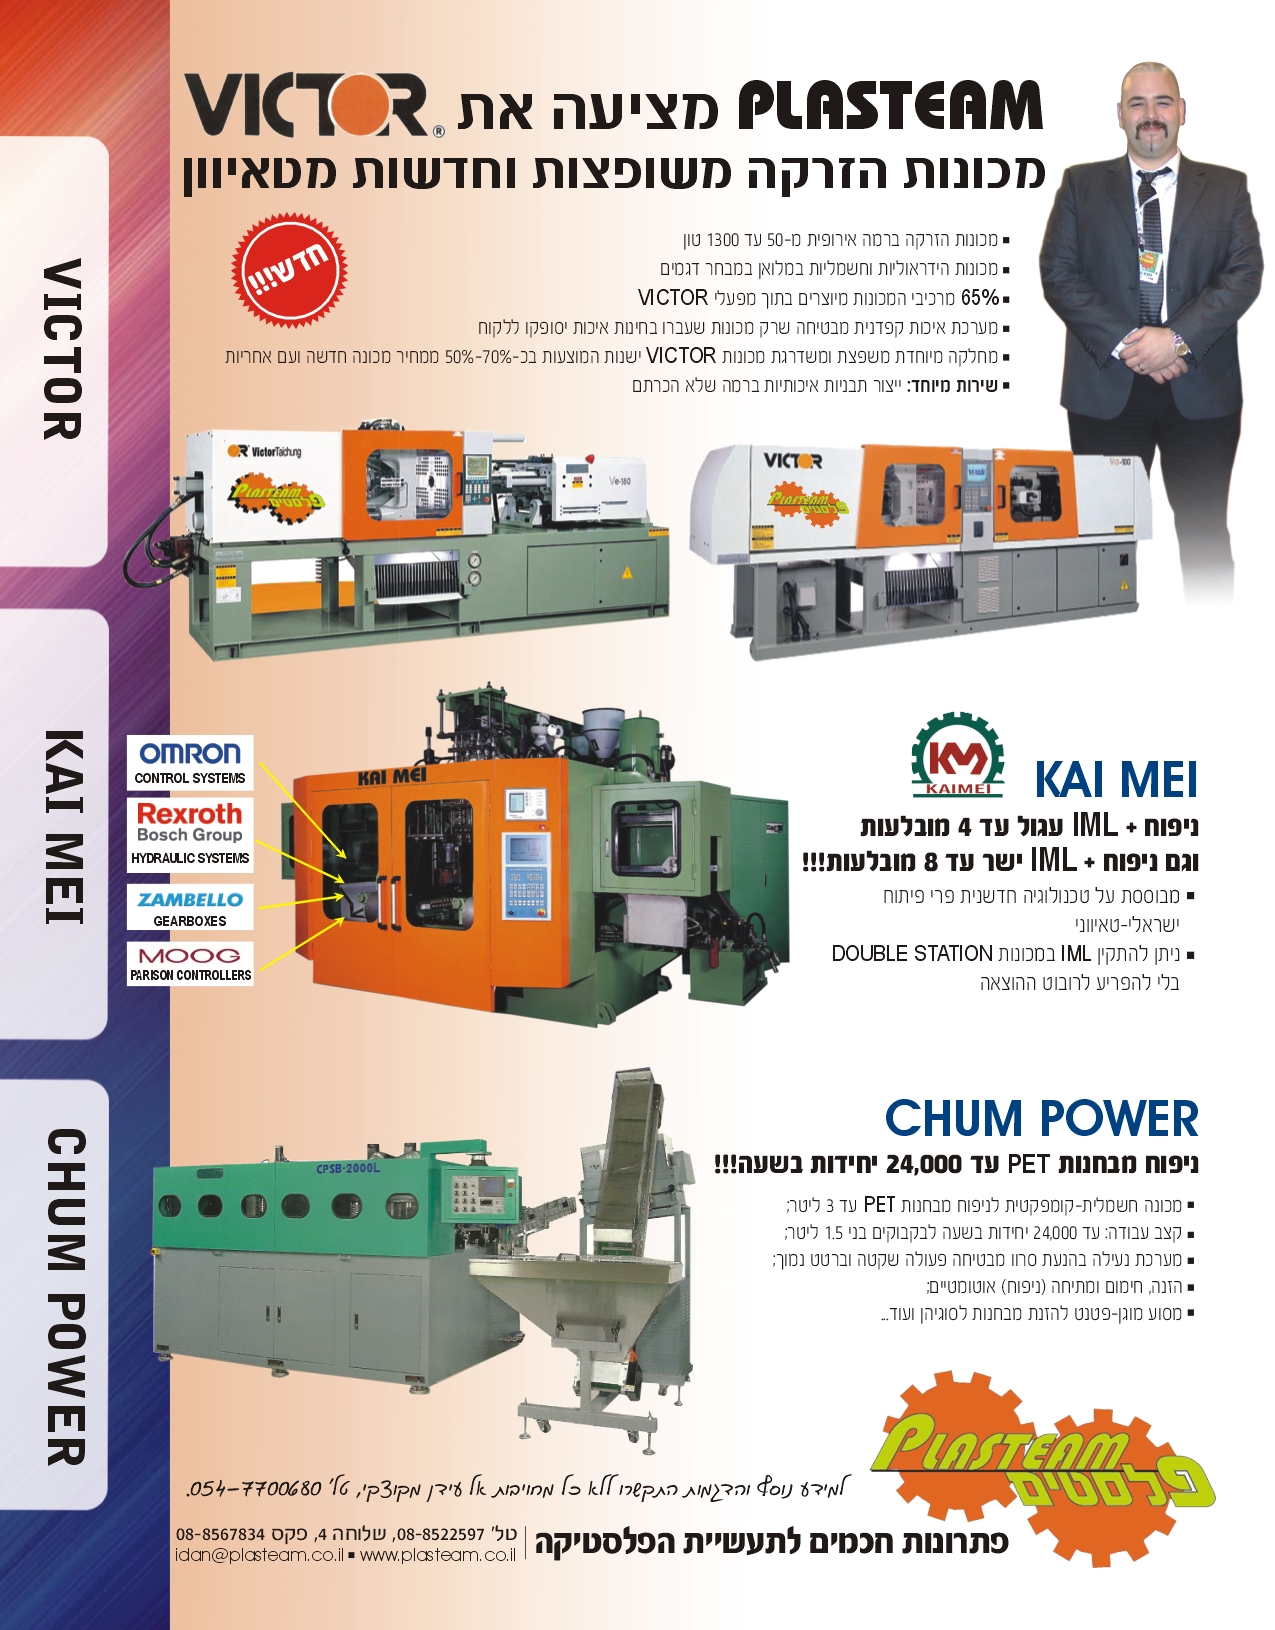 PLASTEAM מציעה את VICTOR®
מכונות הזרקה משופצות וחדשות מטאיוון
חדש!!!
▪ מכונות הזרקה ברמה אירופית מ-50 עד 1300 טון
▪ מכונות הידראוליות וחשמליות במלואן במבחר דגמים
▪ 65% מרכיבי המכונות מיוצרים בתוך מפעלי VICTOR
▪ מערכת איכות קפדנית מבטיחה שרק מכונות שעברו בחינות איכות יסופקו ללקוח
▪ מחלקה מיוחדת משפצת ומשדרגת מכונות VICTOR ישנות המוצעות בכ-50%-70% ממחיר מכונה חדשה ועם אחריות
▪ שירות מיוחד: ייצור תבניות איכותיות ברמה שלא הכרתם
VICTOR
VictorTaichung
PLASTEAM
פלסטים
Ve-180
VICTOR
PLASTEAM
פלסטים
Va-100
KAI MEI
OMRON
CONTROL SYSTEMS
Rexroth
Bosch Group
HYDRAULIC SYSTEMS
ZAMBELLO
GEARBOXES
MOOG
PARISON CONTROLLERS
KAI MEI
KM
KAIMEI
KAI MEI
ניפוח + IML עגול עד 4 מובלעות
וגם ניפוח + IML ישר עד 8 מובלעות!!!
▪ מבוססת על טכנולוגיה חדשנית פרי פיתוח
ישראלי-טאיווני
▪ ניתן להתקין IML במכונות DOUBLE STATION
בלי להפריע לרובוט ההוצאה
CHUM POWER
CPSB-2000L
CHUM POWER
ניפוח מבחנות PET עד 24,000 יחידות בשעה!!!
▪ מכונה חשמלית-קומפקטית לניפוח מבחנות PET עד 3 ליטר;
▪ קצב עבודה: עד 24,000 יחידות בשעה לבקבוקים בני 1.5 ליטר;
▪ מערכת נעילה בהנעת סרוו מבטיחה פעולה שקטה וברטט נמוך;
▪ הזנה, חימום ומתיחה (ניפוח) אוטומטיים;
▪ מסוע מוגן-פטנט להזנת מבחנות לסוגיהן ועוד...
PLASTEAM
פלסטים
למידע נוסף והדגמות התקשרו ללא כל מחויבות אל עידן מקוצקי, טל' 054-7700680.
פתרונות חכמים לתעשיית הפלסטיקה
טל' 08-8522597, שלוחה 4, פקס 08-8567834
idan@plasteam.co.il ▪ www.plasteam.co.il